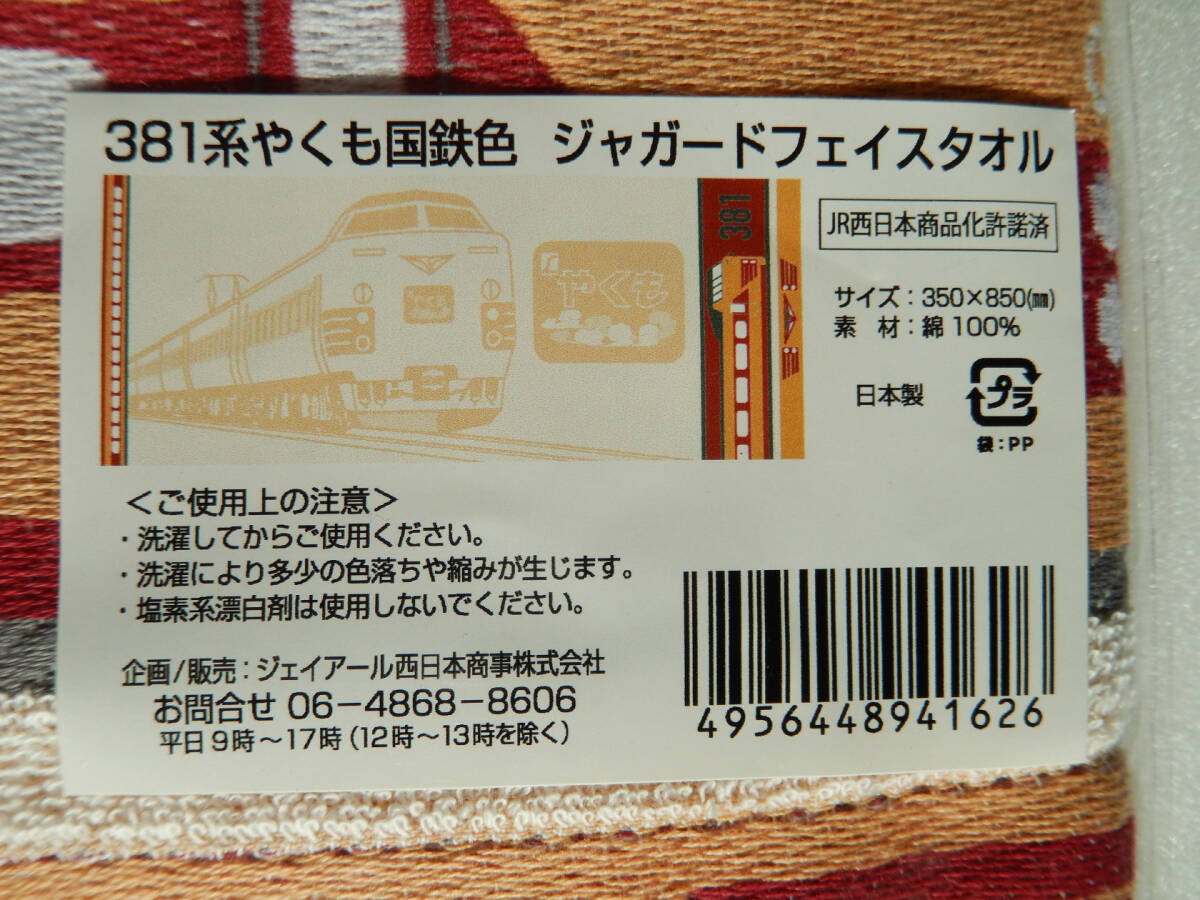 381系やくも国鉄色 ジャガードフェイスタオル
やくも
381
JR西日本商品化許諾済
サイズ：350×850(㎜)
素 材：綿100%
日本製
プラ
袋：PP
＜ご使用上の注意＞
・洗濯してからご使用ください。
・洗濯により多少の色落ちや縮みが生じます。
・塩素系漂白剤は使用しないでください。
企画/販売：ジェイアール西日本商事株式会社
お問合せ 06－4868－8606
平日9時～17時（12時～13時を除く）
4956448941626